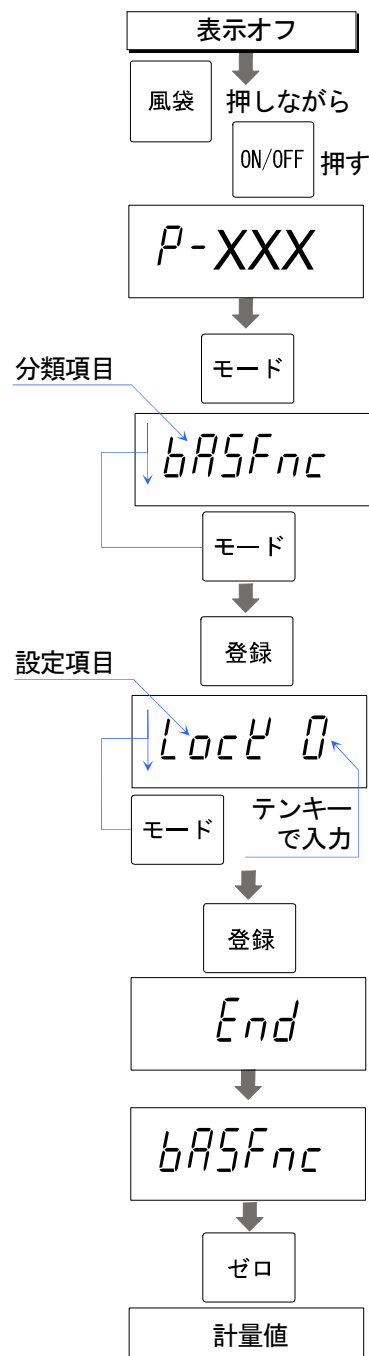 表示オフ
風袋 押しながら
ON/OFF 押す
P-XXX
モード
分類項目
bASFnc
モード
登録
設定項目
LocK 0
モード
テンキー
で入力
登録
End
bASFnc
ゼロ
計量値